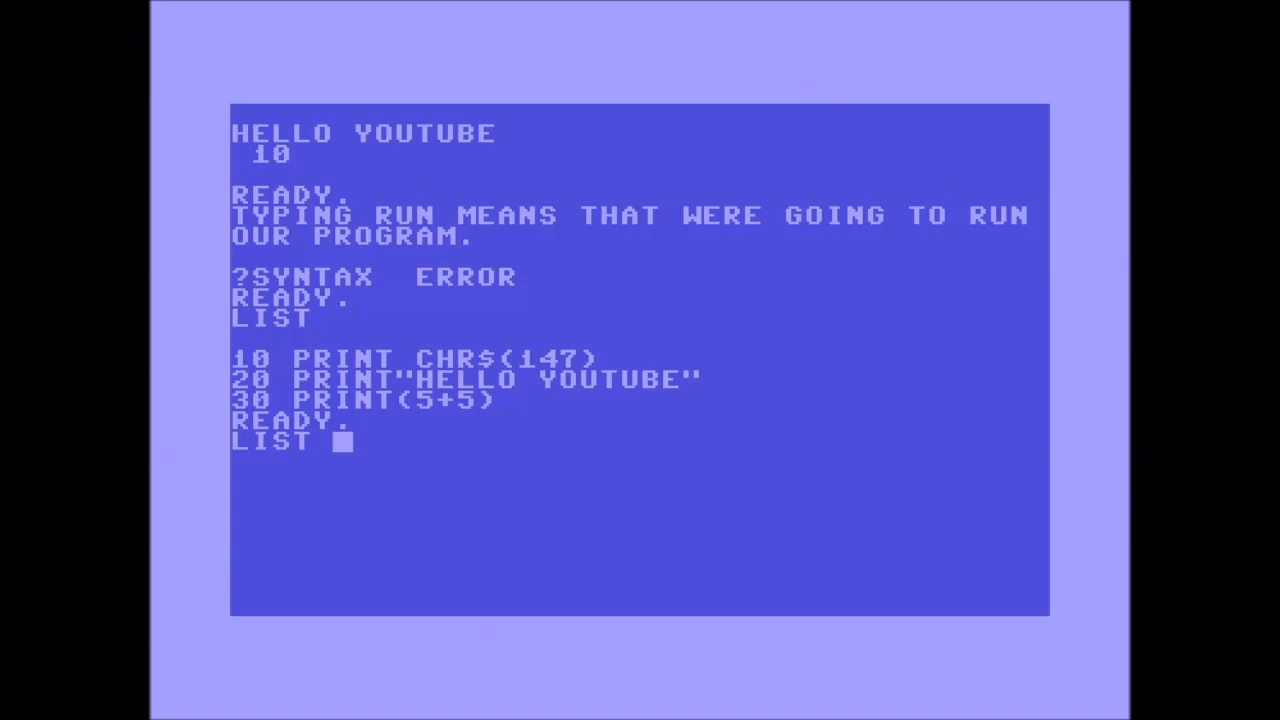 HELLO YOUTUBE
10
READY.
TYPING RUN MEANS THAT WERE GOING TO RUN
OUR PROGRAM.
?SYNTAX ERROR
READY.
LIST
10 PRINT CHR$(147)
20 PRINT"HELLO YOUTUBE"
30 PRINT(5+5)
READY.
LIST